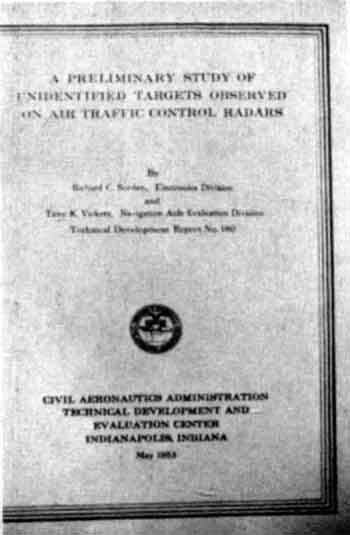 A PRELIMINARY STUDY OF
UNIDENTIFIED TARGETS OBSERVED
ON AIR TRAFFIC CONTROL RADARS
By
Richard C. Borden, Electronics Division
and
Tirey K. Vickers, Navigation Aids Evaluation Division
Technical Development Report No. 180
CIVIL AERONAUTICS ADMINISTRATION
TECHNICAL DEVELOPMENT AND
EVALUATION CENTER
INDIANAPOLIS, INDIANA
May 1953